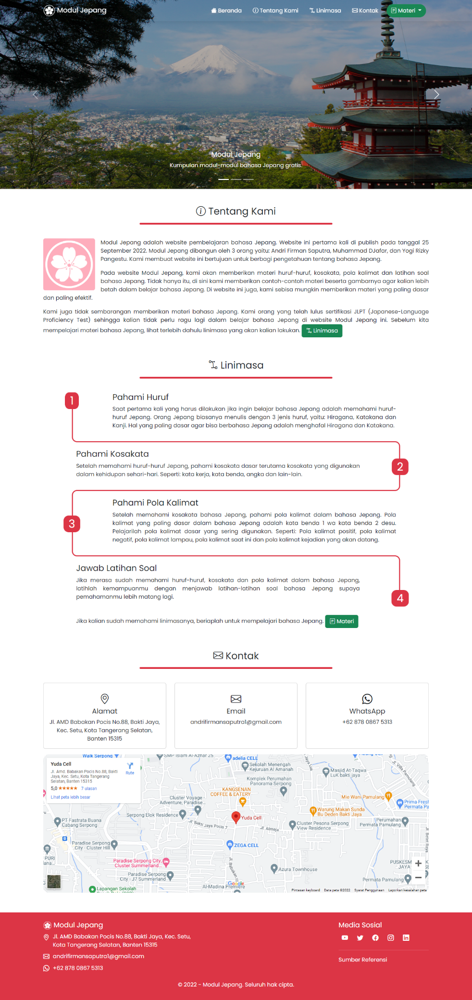 Modul Jepang
Beranda Tentang Kami Linimasa Kontak Materi
Modul Jepang
Kumpulan modul-modul bahasa Jepang gratis.
Tentang Kami
Modul Jepang adalah website pembelajaran bahasa Jepang. Website ini pertama kali di publish pada tanggal 25
September 2022. Modul Jepang dibangun oleh 3 orang yaitu: Andri Firman Saputra, Muhammad DJafar, dan Yogi Rizky
Pangestu. Kami membuat website ini bertujuan untuk berbagi pengetahuan tentang bahasa Jepang.
Pada website Modul Jepang, kami akan memberikan materi huruf-huruf, kosakata, pola kalimat dan latihan soal
bahasa Jepang. Tidak hanya itu, di sini kami memberikan contoh-contoh materi beserta gambarnya agar kalian lebih
betah dalam belajar bahasa Jepang. Di website ini juga, kami sebisa mungkin memberikan materi yang paling dasar
dan paling efektif.
Kami juga tidak sembarangan memberikan materi bahasa Jepang. Kami orang yang telah lulus sertifikasi JLPT (Japanese-Language
Proficiency Test) sehingga kalian tidak perlu ragu lagi dalam belajar bahasa Jepang di website Modul Jepang ini. Sebelum kita
mempelajari materi bahasa Jepang, lihat terlebih dahulu linimasa yang akan kalian lakukan. Linimasa
Linimasa
1
Pahami Huruf
Saat pertama kali yang harus dilakukan jika ingin belajar bahasa Jepang adalah memahami huruf-
huruf Jepang. Orang Jepang biasanya menulis dengan 3 jenis huruf, yaitu: Hiragana, Katakana dan
Kanji. Hal yang paling dasar agar bisa berbahasa Jepang adalah menghafal Hiragana dan Katakana.
Pahami Kosakata
Setelah memahami huruf-huruf Jepang, pahami kosakata dasar terutama kosakata yang digunakan
dalam kehidupan sehari-hari. Seperti: kata kerja, kata benda, angka dan lain-lain.
2
Pahami Pola Kalimat
Setelah memahami kosakata bahasa Jepang, pahami pola kalimat dalam bahasa Jepang. Pola
kalimat yang paling dasar dalam bahasa Jepang adalah kata benda 1 wa kata benda 2 desu.
Pelajarilah pola kalimat dasar yang sering digunakan. Seperti: Pola kalimat positif, pola kalimat
negatif, pola kalimat lampau, pola kalimat saat ini dan pola kalimat kejadian yang akan datang.
3
Jawab Latihan Soal
Jika merasa sudah memahami huruf-huruf, kosakata dan pola kalimat dalam bahasa Jepang,
latihlah kemampuanmu dengan menjawab latihan-latihan soal bahasa Jepang supaya
pemahamanmu lebih matang lagi.
4
Jika kalian sudah memahami linimasanya, beriaplah untuk mempelajari bahasa Jepang. Materi
Kontak
Alamat
Jl. AMD Babakan Pocis No.88, Bakti Jaya,
Kec. Setu, Kota Tangerang Selatan,
Banten 15315
Email
andrifirmansaputra1@gmail.com
WhatsApp
+62 878 0867 5313
Walk Serpong
Yuda Cell
Jl. Amd. Babakan Pocis No.88, Bakti
Jaya, Kec. Setu, Kota Tangerang
Selatan, Banten 15315
5,0 7 ulasan
Lihat peta lebih besar
Rute
SMP Islam Al-Azhar 25
adelia CELL
Sekolah Menengah
Kejuruan Al Amanah
Komplek Perumahan
Panorama Serpong
Masjid At-Taqwa
LuK bakti jaya
Jl. Villa Pamulang
KANGSENAN
COFFEE & EATERY
Cluster Voyage -
Adventure, Paradise...
Mie Wani Pamulang
Prima Fresh
Permata Pa
Serpong Elok Residence
Warung Makan Sunda
Bu Deden Bakti Jaya
Yuda Cell
PT Fastrata Buana
Cabang Serpong
Jl. Bakti Jaya Pocis 7
Jl. Atmaja
Cluster Pesona Serpong
View Residence
Perumahan
Permata Pamulang
Paradise Serpong
City - Cluster Hill
ZEGA CELL
Jl. Betet Raya
PURI
Paradise Serpong City,
Cluster Summerland...
Jl. Babakan
Azura Townhouse
PUSKESM
Paradise Serpong
City - J7 Summerland
Permata Pamulang
Al-Madina Premiere
Google
Lapangan Sekolah
Pintasan keyboard Data peta ©2022 Syarat Penggunaan Laporkan kesalahan peta
Modul Jepang
Jl. AMD Babakan Pocis No.88, Bakti Jaya, Kec. Setu,
Kota Tangerang Selatan, Banten 15315
andrifirmansaputra1@gmail.com
+62 878 0867 5313
Media Sosial
Sumber Referensi
© 2022 - Modul Jepang. Seluruh hak cipta.